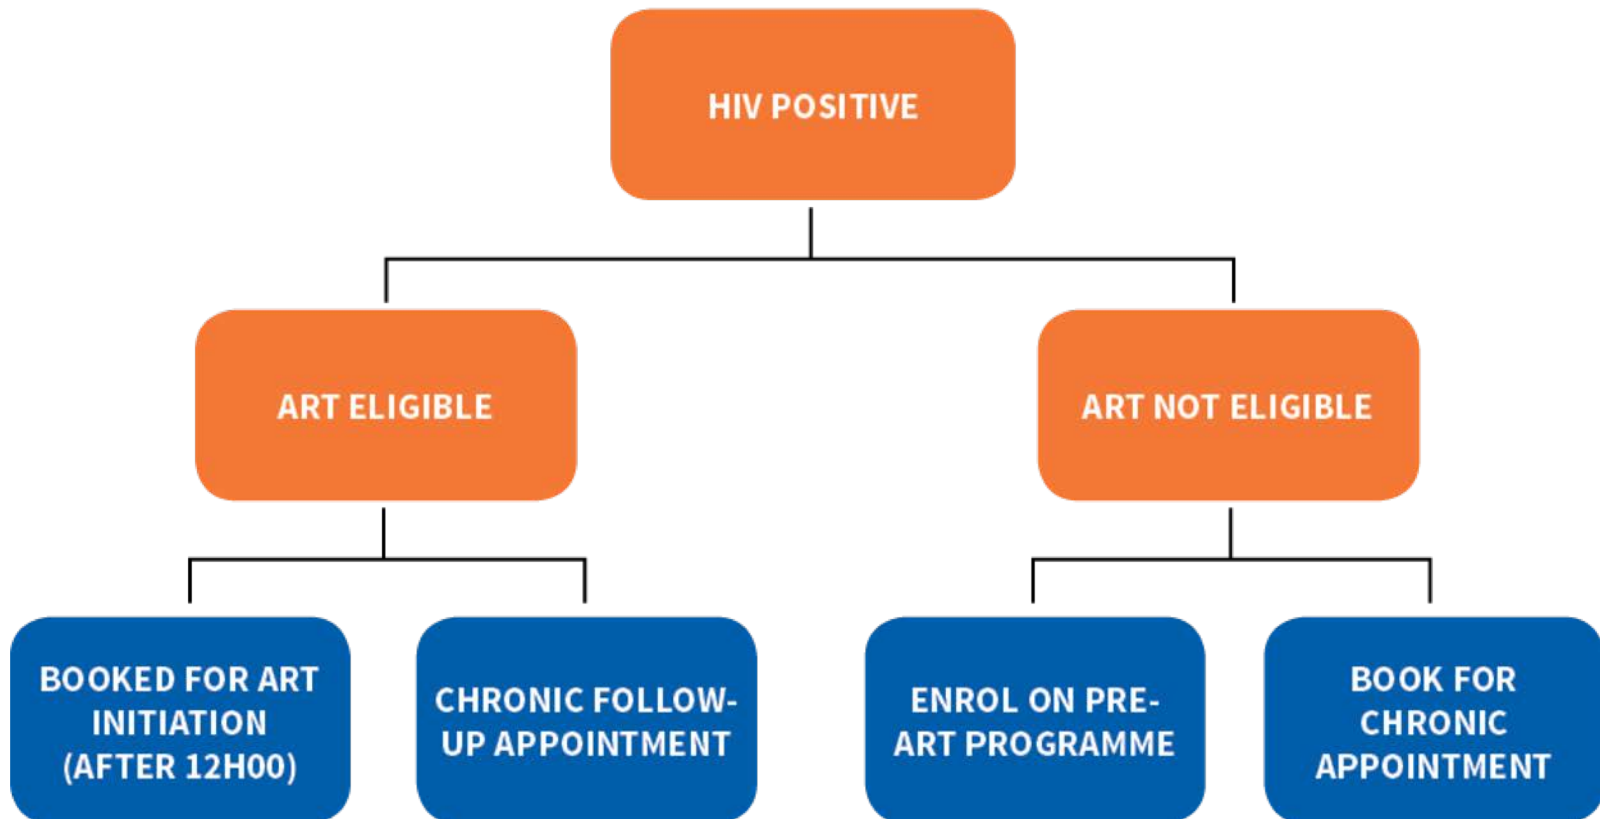 HIV POSITIVE
ART ELIGIBLE
ART NOT ELIGIBLE
BOOKED FOR ART
INITIATION
(AFTER 12H00)
CHRONIC FOLLOW-
UP APPOINTMENT
ENROL ON PRE-
ART PROGRAMME
BOOK FOR
CHRONIC
APPOINTMENT